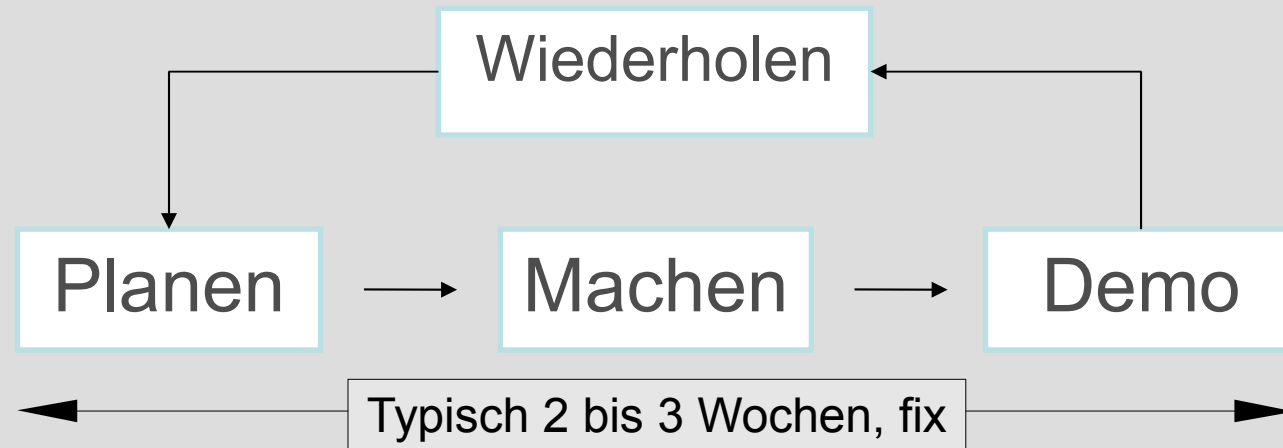 Wiederholen
Planen
Machen
Demo
Typisch 2 bis 3 Wochen, fix